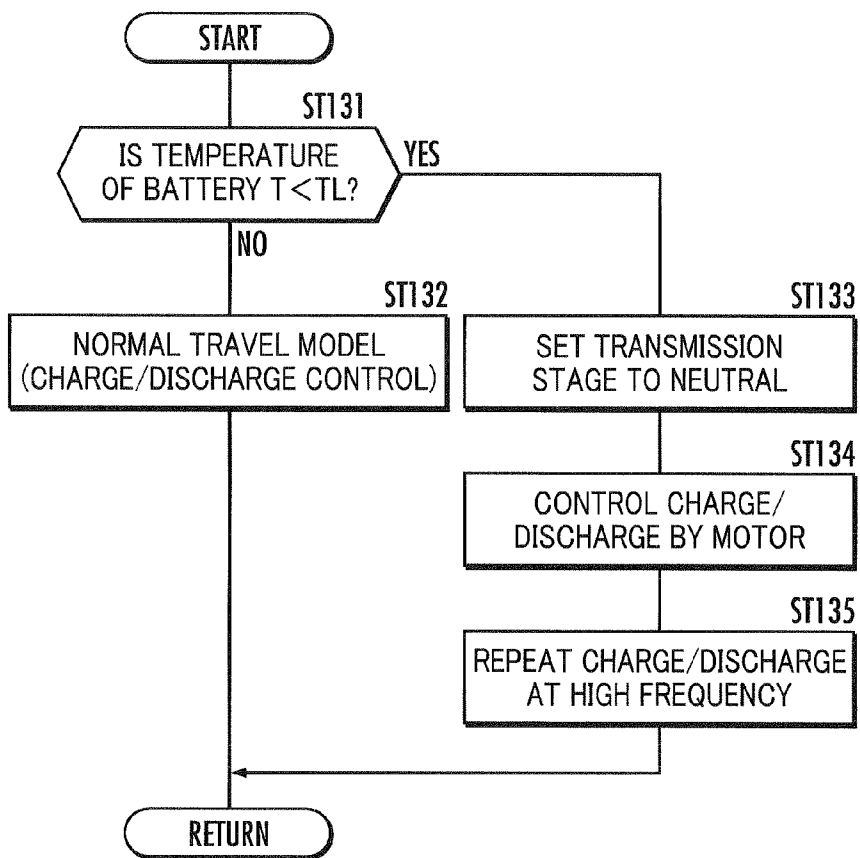 START
ST131
IS TEMPERATURE
OF BATTERY T<TL?
YES
NO
ST132
NORMAL TRAVEL MODEL
(CHARGE/DISCHARGE CONTROL)
ST133
SET TRANSMISSION
STAGE TO NEUTRAL
ST134
CONTROL CHARGE/
DISCHARGE BY MOTOR
ST135
REPEAT CHARGE/DISCHARGE
AT HIGH FREQUENCY
RETURN